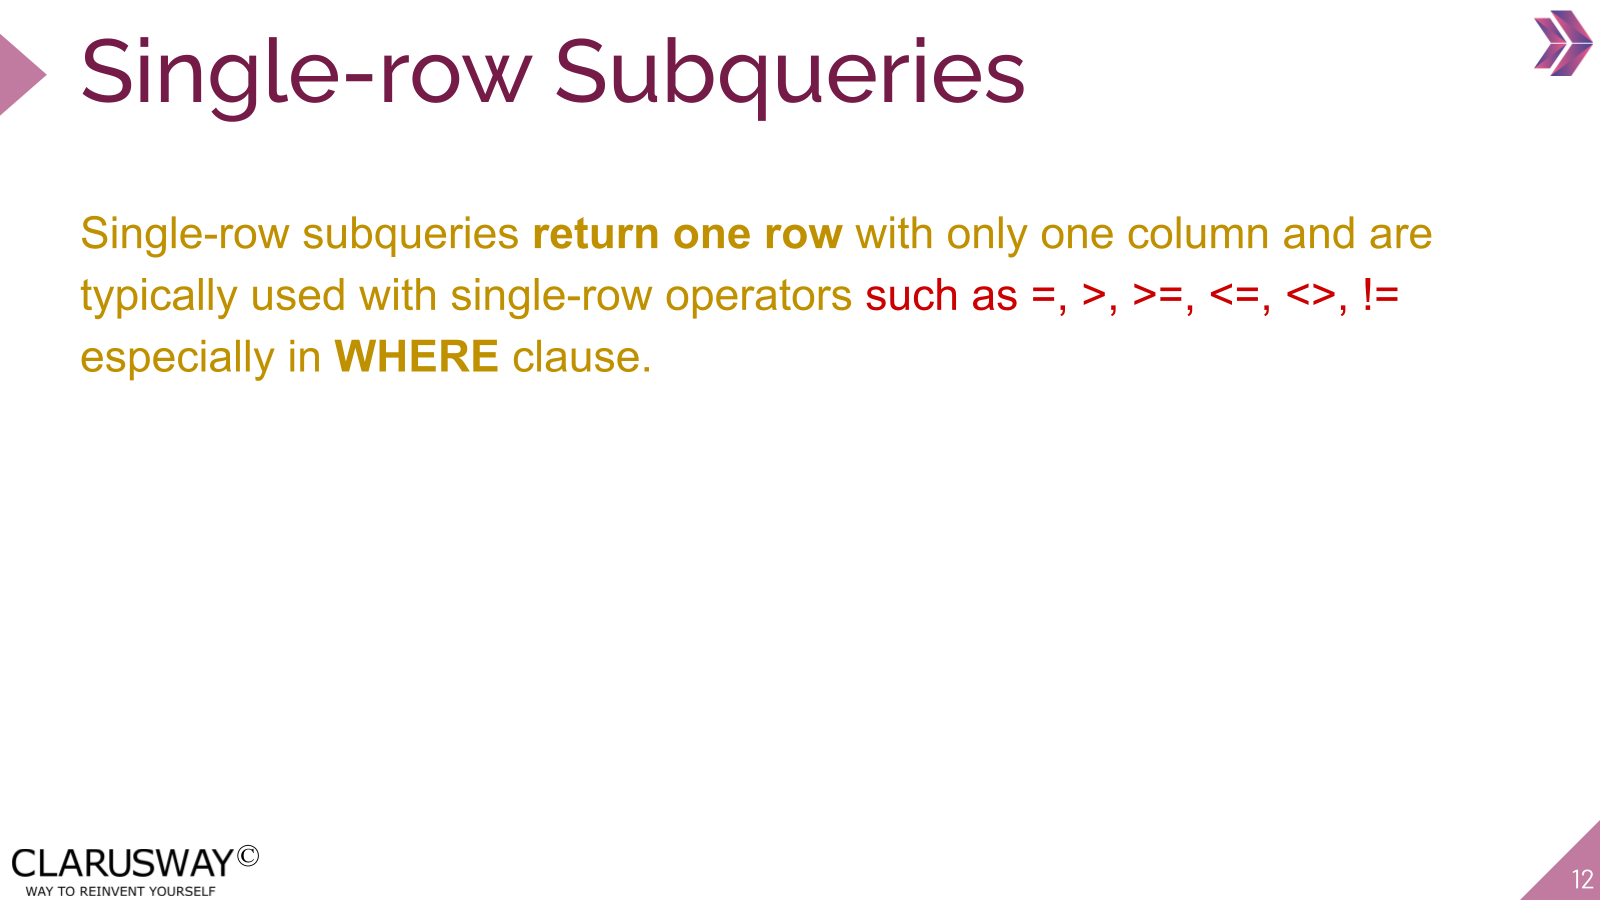 Single-row Subqueries
Single-row subqueries return one row with only one column and are
typically used with single-row operators such as =, >, >=, <=, <>, !=
especially in WHERE clause.
CLARUSWAY©
WAY TO REINVENT YOURSELF
12